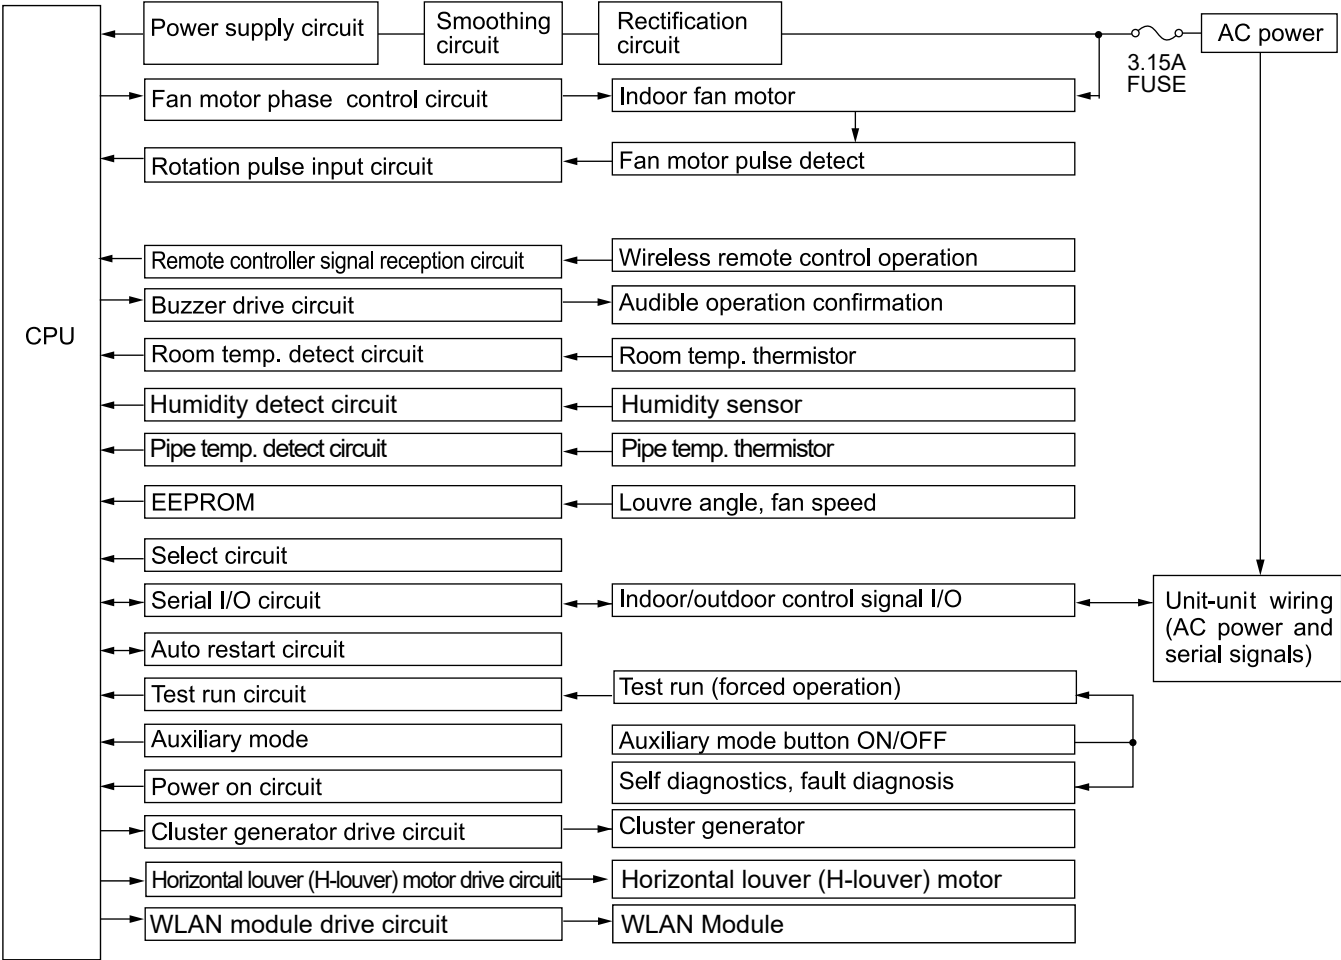 Power supply circuit
Smoothing
circuit
Rectification
circuit
AC power
3.15A
FUSE
Fan motor phase control circuit
Indoor fan motor
Rotation pulse input circuit
Fan motor pulse detect
Remote controller signal reception circuit
Wireless remote control operation
Buzzer drive circuit
Audible operation confirmation
CPU
Room temp. detect circuit
Room temp. thermistor
Humidity detect circuit
Humidity sensor
Pipe temp. detect circuit
Pipe temp. thermistor
EEPROM
Louvre angle, fan speed
Select circuit
Serial I/O circuit
Indoor/outdoor control signal I/O
Unit-unit wiring
(AC power and
serial signals)
Auto restart circuit
Test run circuit
Test run (forced operation)
Auxiliary mode
Auxiliary mode button ON/OFF
Power on circuit
Self diagnostics, fault diagnosis
Cluster generator drive circuit
Cluster generator
Horizontal louver (H-louver) motor drive circuit
Horizontal louver (H-louver) motor
WLAN module drive circuit
WLAN Module